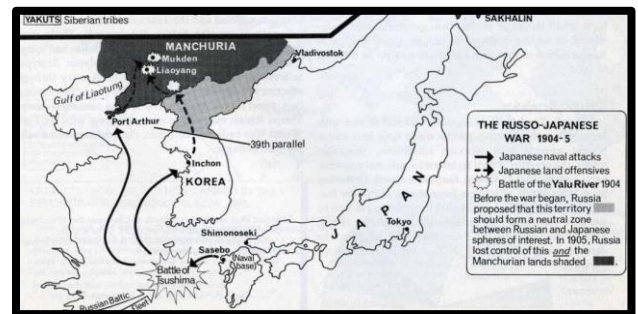 YAKUTS Siberian tribes
SAKHALIN
MANCHURIA
Mukden
Liaoyang
Vladivostok
Gulf of Liaotung
Port Arthur
39th parallel
Inchon
KOREA
JAPAN
Tokyo
Shimonoseki
Sasebo
(Naval
base)
Battle of
Tsushima
Russian Baltic
Fleet
THE RUSSO-JAPANESE
WAR 1904-5
Japanese naval attacks
Japanese land offensives
Battle of the Yalu River 1904
Before the war began, Russia
proposed that this territory
should form a neutral zone
between Russian and Japanese
spheres of interest. In 1905, Russia
lost control of this and the
Manchurian lands shaded .